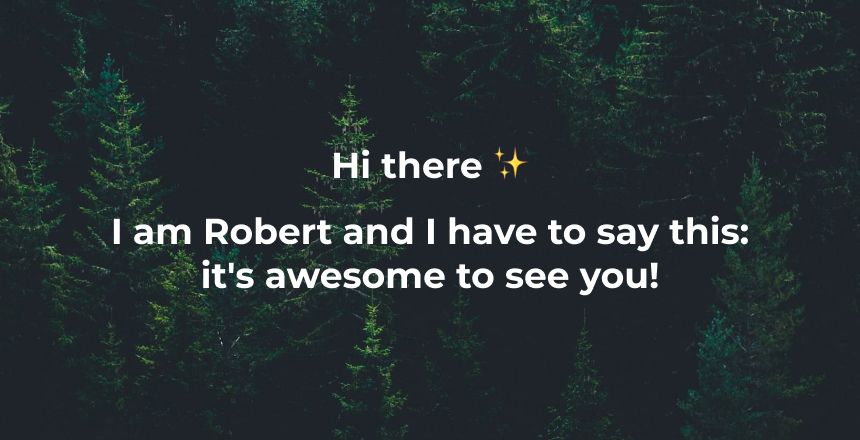 Hi there ✨
I am Robert and I have to say this:
it's awesome to see you!